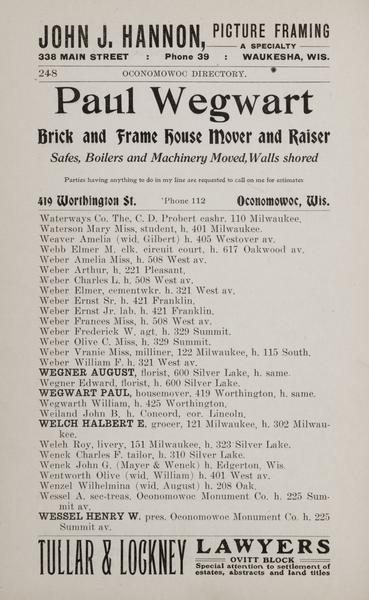 JOHN J. HANNON, PICTURE FRAMING
A SPECIALTY
338 MAIN STREET : Phone 39 : WAUKESHA, WIS.
248 OCONOMOWOC DIRECTORY.
Paul Wegwart
Brick and Frame House Mover and Raiser
Safes, Boilers and Machinery Moved, Walls shored
Parties having anything to do in my line are requested to call on me for estimates
419 Worthington St. 'Phone 112 Oconomowoc, Wis.
Waterways Co. The, C. D. Probert cashr. 110 Milwaukee.
Waterson Mary Miss, student, h. 401 Milwaukee.
Weaver Amelia (wid. Gilbert) h. 405 Westover av.
Webb Elmer M. clk. circuit court, h. 617 Oakwood av.
Weber Amelia Miss, h. 508 West av.
Weber Arthur, h. 221 Pleasant.
Weber Charles L. h. 508 West av.
Weber Elmer, cementwkr. h. 321 West av.
Weber Ernst Sr. h. 421 Franklin.
Weber Ernst Jr. lab. h. 421 Franklin.
Weber Frances Miss, h. 508 West av.
Weber Frederick W. agt. h. 329 Summit.
Weber Olive C. Miss, h. 329 Summit.
Weber Vranie Miss, milliner, 122 Milwaukee, h. 115 South.
Weber William F. h. 321 West av.
WEGNER AUGUST, florist, 600 Silver Lake, h. same.
Wegner Edward, florist, h. 600 Silver Lake.
WEGWART PAUL, housemover, 419 Worthington, h. same.
Wegwarth William, h. 425 Worthington.
Weiland John B. h. Concord, cor. Lincoln.
WELCH HALBERT E. grocer, 121 Milwaukee, h. 302 Milwau-
kee.
Welch Roy, livery, 151 Milwaukee, h. 323 Silver Lake.
Wenck Charles F. tailor, h. 310 Silver Lake.
Wenck John G. (Mayer & Wenck) h. Edgerton, Wis.
Wentworth Olive (wid. William) h. 401 West av.
Wenzel Wilhelmina (wid. August) h. 208 Oak.
Wessel A. sec-treas. Oconomowoc Monument Co. h. 225 Sum-
mit av.
WESSEL HENRY W. pres. Oconomowoc Monument Co. h. 225
Summit av.
TULLAR & LOCKNEY LAWYERS
OVITT BLOCK
Special attention to settlement of
estates, abstracts and land titles